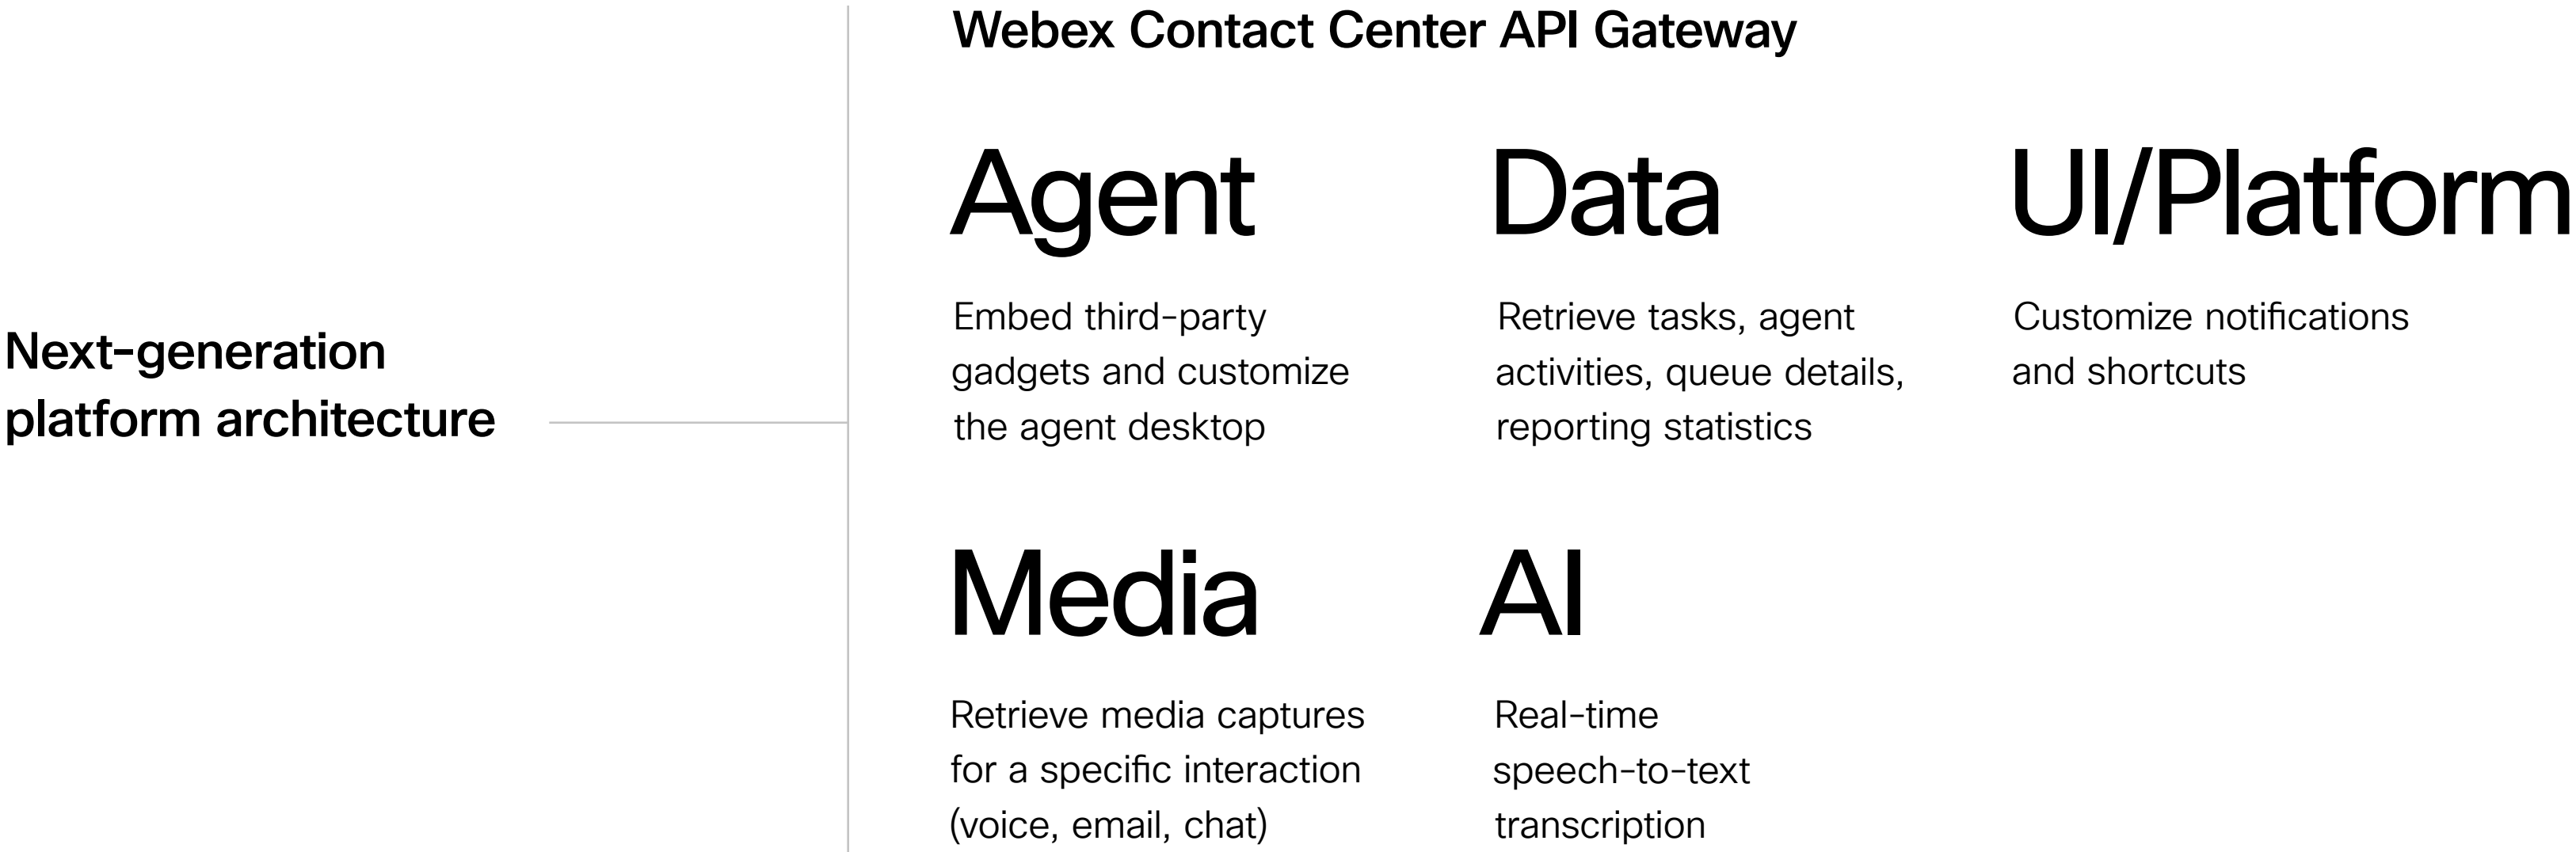 Next-generation
platform architecture
Webex Contact Center API Gateway
Agent
Embed third-party
gadgets and customize
the agent desktop
Data
Retrieve tasks, agent
activities, queue details,
reporting statistics
UI/Platform
Customize notifications
and shortcuts
Media
Retrieve media captures
for a specific interaction
(voice, email, chat)
AI
Real-time
speech-to-text
transcription